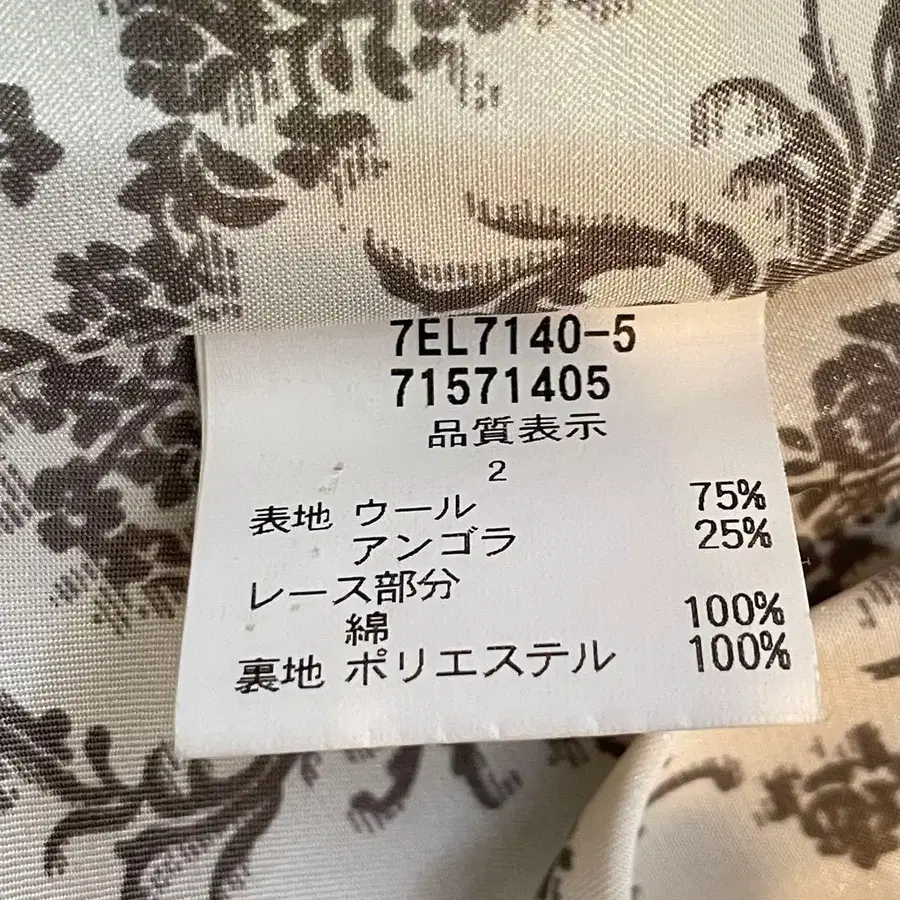 7EL7140-5
71571405
品質表示
2
表地 ウール 75%
アンゴラ 25%
レース部分
綿 100%
裏地 ポリエステル 100%